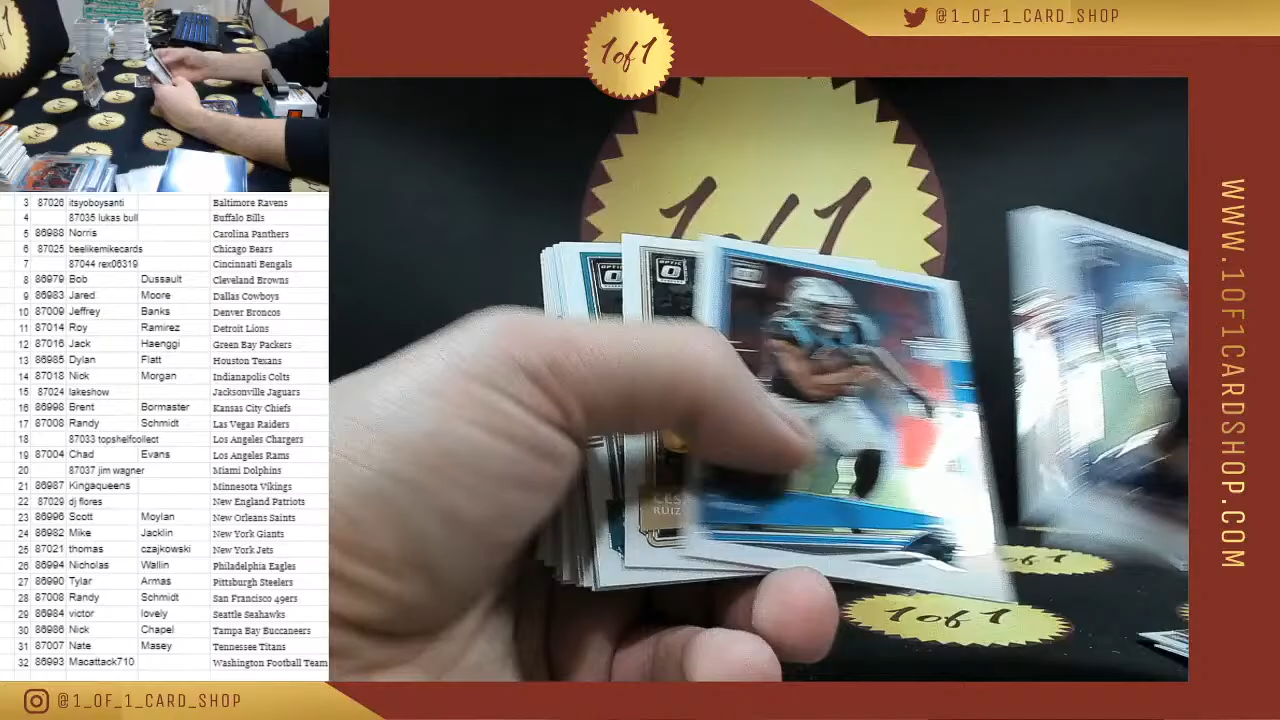 @1_OF_1_CARD_SHOP
1of1
3 87026 itsyoboysanti Baltimore Ravens
4 87035 lukas bull Buffalo Bills
5 86988 Norris Carolina Panthers
6 87025 beelikemikecards Chicago Bears
7 87044 rex06319 Cincinnati Bengals
8 86979 Bob Dussault Cleveland Browns
9 86983 Jared Moore Dallas Cowboys
10 87009 Jeffrey Banks Denver Broncos
11 87014 Roy Ramirez Detroit Lions
12 87016 Jack Haenggi Green Bay Packers
13 86985 Dylan Flatt Houston Texans
14 87018 Nick Morgan Indianapolis Colts
15 87024 lakeshow Jacksonville Jaguars
16 86998 Brent Bormaster Kansas City Chiefs
17 87008 Randy Schmidt Las Vegas Raiders
18 87033 topshelfcollect Los Angeles Chargers
19 87004 Chad Evans Los Angeles Rams
20 87037 jim wagner Miami Dolphins
21 86987 Kingaqueens Minnesota Vikings
22 87029 dj flores New England Patriots
23 86996 Scott Moylan New Orleans Saints
24 86982 Mike Jacklin New York Giants
25 87021 thomas czajkowski New York Jets
26 86994 Nicholas Wallin Philadelphia Eagles
27 86990 Tylar Armas Pittsburgh Steelers
28 87008 Randy Schmidt San Francisco 49ers
29 86984 victor lovely Seattle Seahawks
30 86986 Nick Chapel Tampa Bay Buccaneers
31 87007 Nate Masey Tennessee Titans
32 86993 Macattack710 Washington Football Team
1of1
OPTIC
RUIZ
1of1
WWW.1OF1CARDSHOP.COM
@1_OF_1_CARD_SHOP